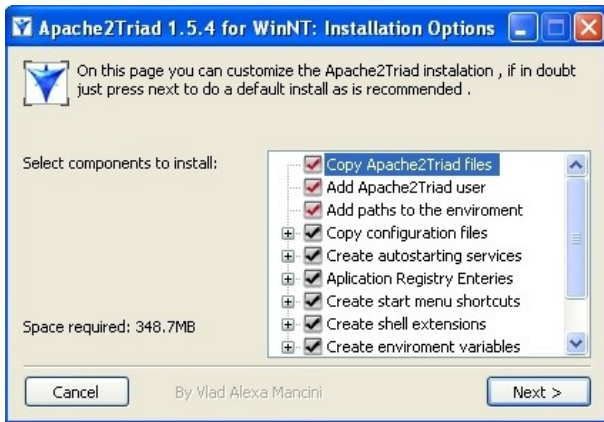 Apache2Triad 1.5.4 for WinNT: Installation Options
On this page you can customize the Apache2Triad instalation , if in doubt
just press next to do a default install as is recommended .
Select components to install:
Copy Apache2Triad files
Add Apache2Triad user
Add paths to the enviroment
Copy configuration files
Create autostarting services
Aplication Registry Enteries
Create start menu shortcuts
Create shell extensions
Create enviroment variables
Space required: 348.7MB
Cancel
By Vlad Alexa Mancini
Next >